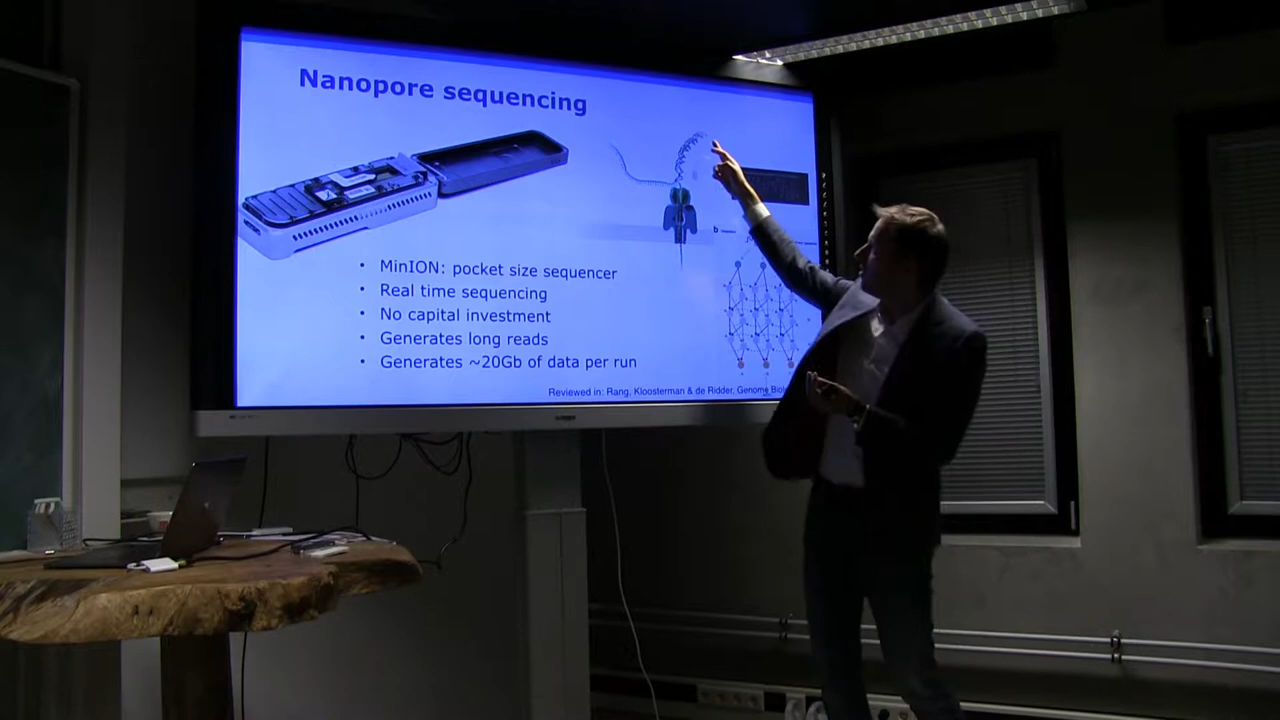 Nanopore sequencing
b
• MinION: pocket size sequencer
• Real time sequencing
• No capital investment
• Generates long reads
• Generates ~20Gb of data per run
Reviewed in: Rang, Kloosterman & de Ridder, Genome Biol